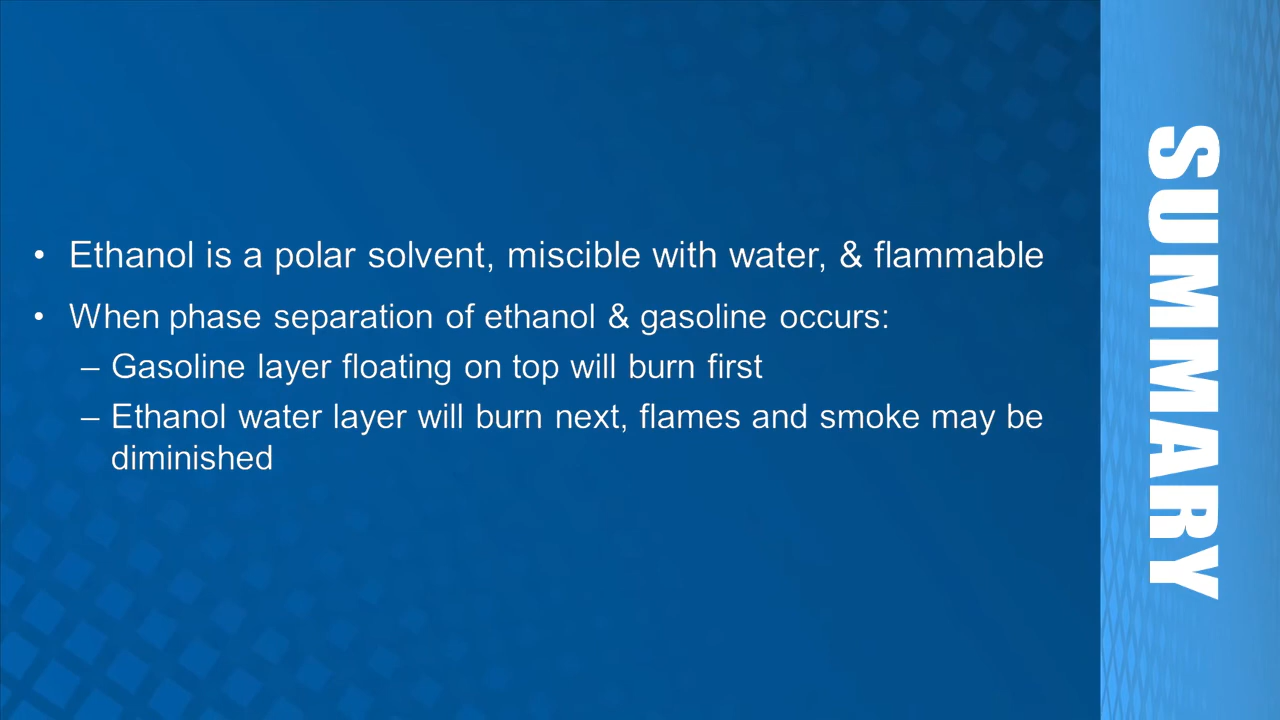 • Ethanol is a polar solvent, miscible with water, & flammable
• When phase separation of ethanol & gasoline occurs:
– Gasoline layer floating on top will burn first
– Ethanol water layer will burn next, flames and smoke may be
diminished
SUMMARY